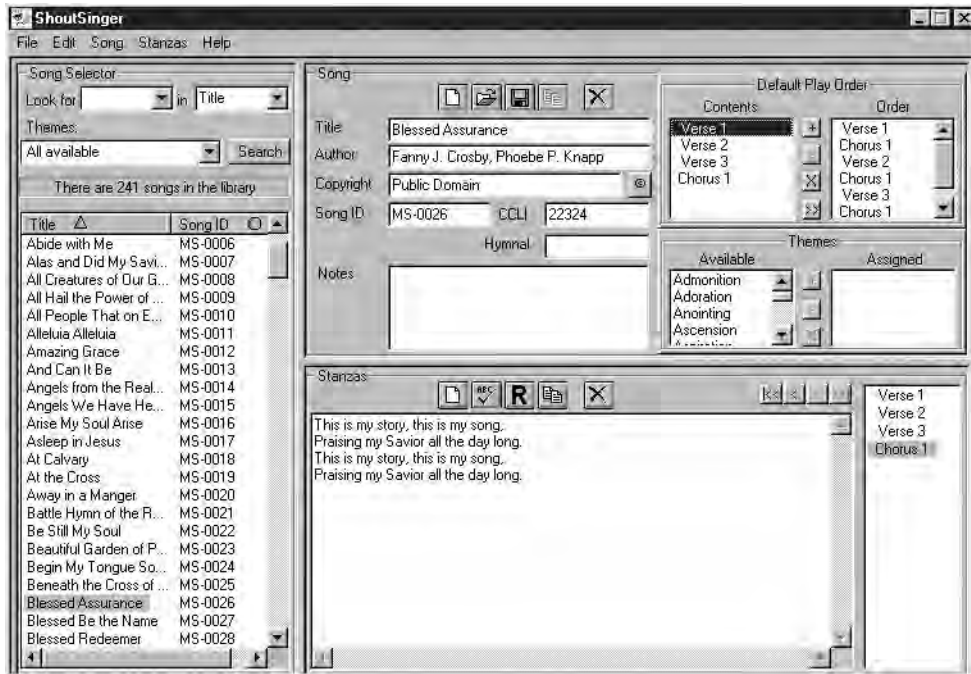 ShoutSinger
File Edit Song Stanzas Help
Song Selector
Look for in Title
Themes:
All available Search
There are 241 songs in the library
Title Song ID
Abide with Me MS-0006
Alas and Did My Savi... MS-0007
All Creatures of Our G... MS-0008
All Hail the Power of ... MS-0009
All People That on E... MS-0010
Alleluia Alleluia MS-0011
Amazing Grace MS-0012
And Can It Be MS-0013
Angels from the Real... MS-0014
Angels We Have He... MS-0015
Arise My Soul Arise MS-0016
Asleep in Jesus MS-0017
At Calvary MS-0018
At the Cross MS-0019
Away in a Manger MS-0020
Battle Hymn of the R... MS-0021
Be Still My Soul MS-0022
Beautiful Garden of P... MS-0023
Begin My Tongue So... MS-0024
Beneath the Cross of ... MS-0025
Blessed Assurance MS-0026
Blessed Be the Name MS-0027
Blessed Redeemer MS-0028
Song
Title Blessed Assurance
Author Fanny J. Crosby, Phoebe P. Knapp
Copyright Public Domain ©
Song ID MS-0026 CCLI 22324
Hymnal
Notes
Default Play Order
Contents
Verse 1
Verse 2
Verse 3
Chorus 1
+
X
>>
Order
Verse 1
Chorus 1
Verse 2
Chorus 1
Verse 3
Chorus 1
Themes
Available
Admonition
Adoration
Anointing
Ascension
Assigned
Stanzas
ABC
R
This is my story, this is my song,
Praising my Savior all the day long.
This is my story, this is my song,
Praising my Savior all the day long.
Verse 1
Verse 2
Verse 3
Chorus 1